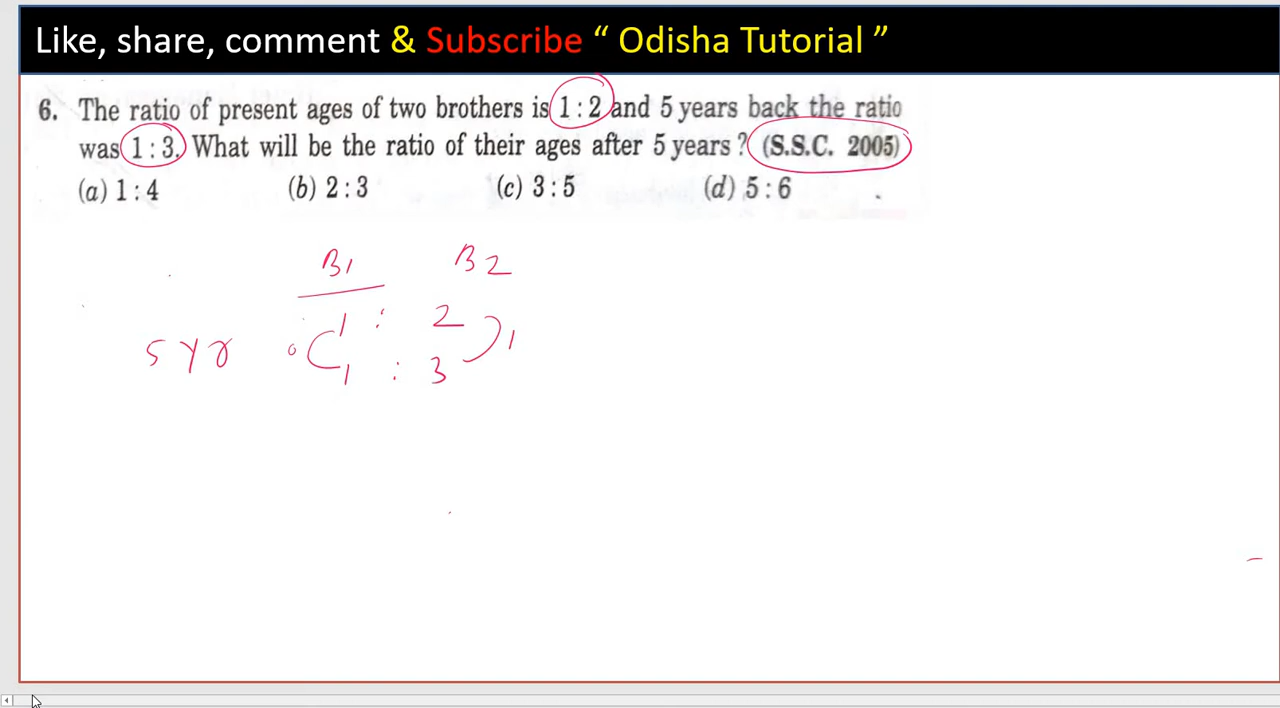 Like, share, comment & Subscribe “ Odisha Tutorial ”
6. The ratio of present ages of two brothers is 1 : 2 and 5 years back the ratio
was 1 : 3. What will be the ratio of their ages after 5 years ? (S.S.C. 2005)
(a) 1 : 4 (b) 2 : 3 (c) 3 : 5 (d) 5 : 6
B1 B2
1 : 2
5 yr 0 1
1 : 3